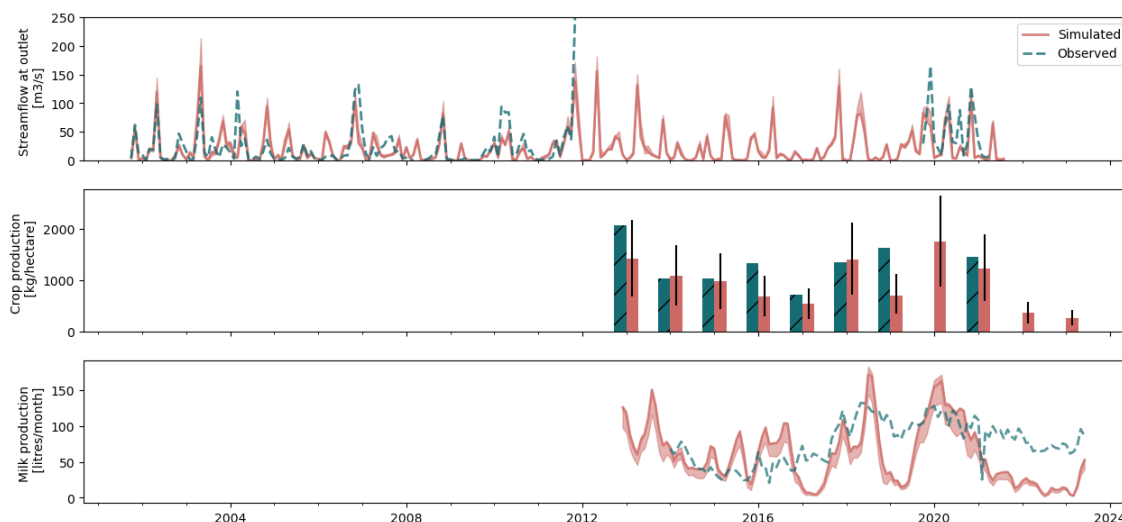 Streamflow at outlet
[m3/s]
250
200
150
100
50
0
Simulated
Observed
Crop production
[kg/hectare]
2000
1000
0
Milk production
[litres/month]
150
100
50
0
2004
2008
2012
2016
2020
2024